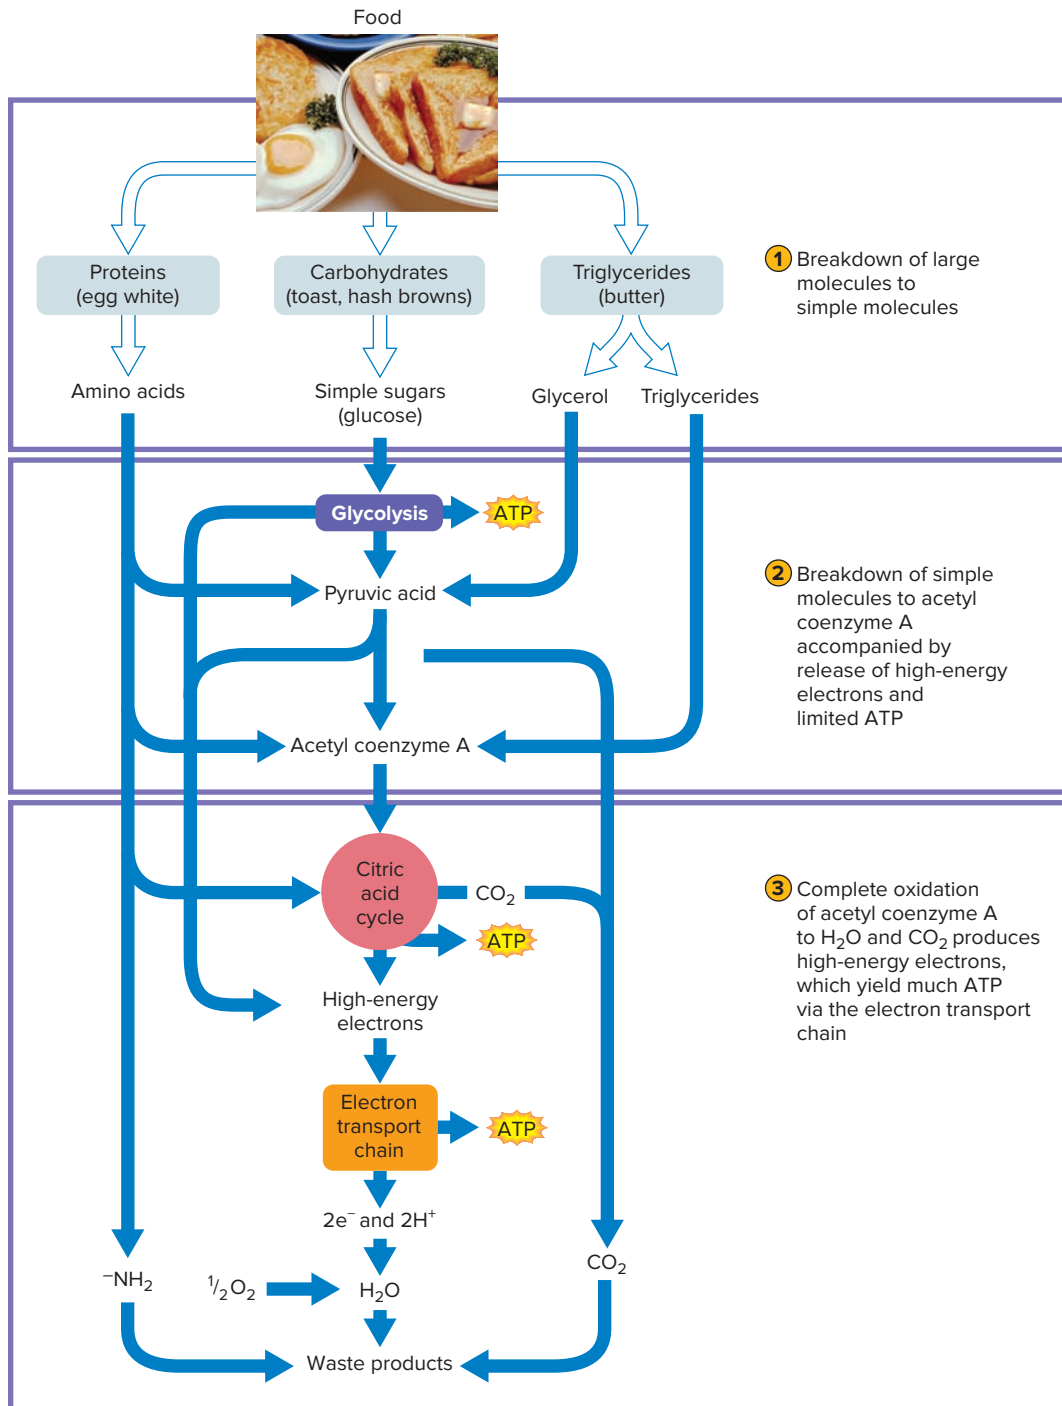 Food
Proteins
(egg white)
Carbohydrates
(toast, hash browns)
Triglycerides
(butter)
1 Breakdown of large
molecules to
simple molecules
Amino acids
Simple sugars
(glucose)
Glycerol
Triglycerides
Glycolysis
ATP
Pyruvic acid
2 Breakdown of simple
molecules to acetyl
coenzyme A
accompanied by
release of high-energy
electrons and
limited ATP
Acetyl coenzyme A
Citric
acid
cycle
CO₂
ATP
3 Complete oxidation
of acetyl coenzyme A
to H₂O and CO₂ produces
high-energy electrons,
which yield much ATP
via the electron transport
chain
High-energy
electrons
Electron
transport
chain
ATP
2e⁻ and 2H⁺
–NH₂
½O₂
H₂O
CO₂
Waste products